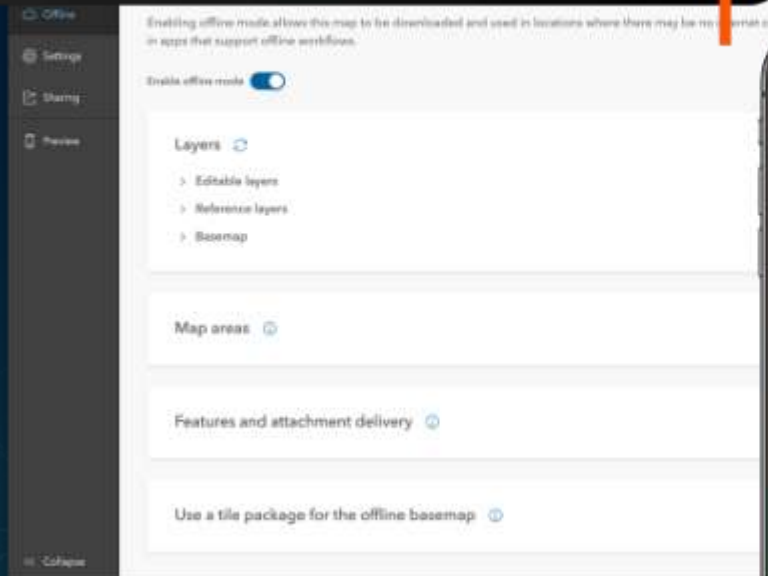 Offline
Settings
Sharing
Preview
Collapse
Enabling offline mode allows this map to be downloaded and used in locations where there may be no internet
in apps that support offline workflows.
Enable offline mode
Layers
Editable layers
Reference layers
Basemap
Map areas
Features and attachment delivery
Use a tile package for the offline basemap